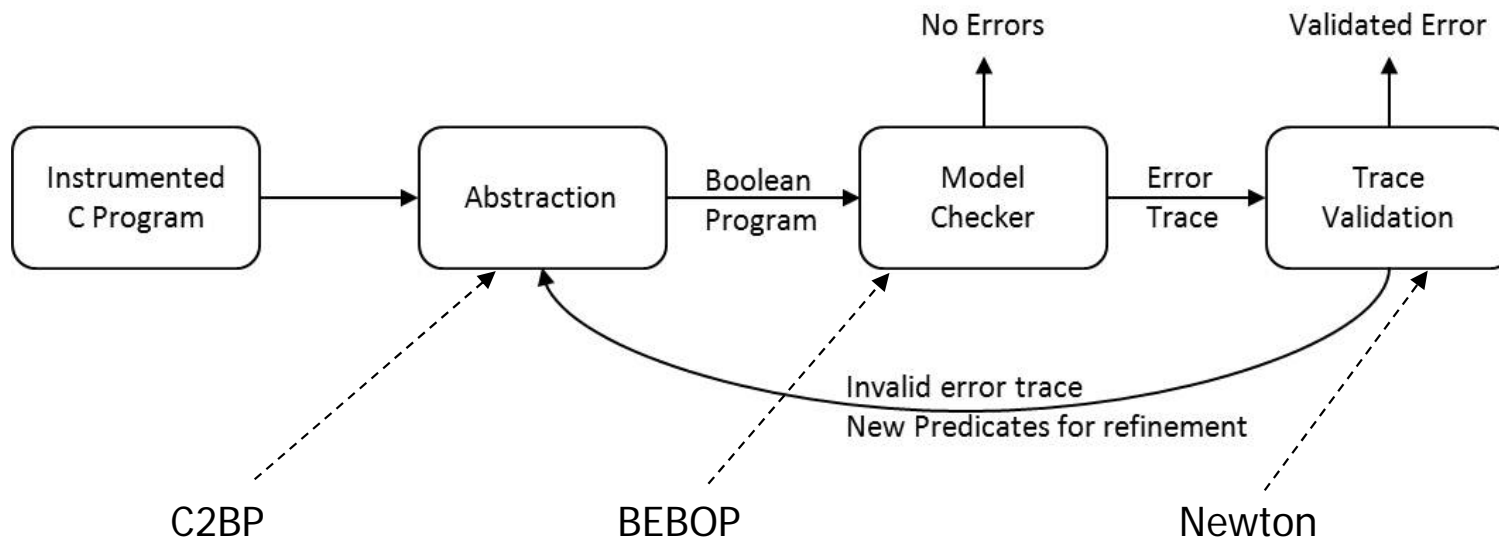 No Errors
Validated Error
Instrumented
C Program
Abstraction
Boolean
Program
Model
Checker
Error
Trace
Trace
Validation
Invalid error trace
New Predicates for refinement
C2BP
BEBOP
Newton